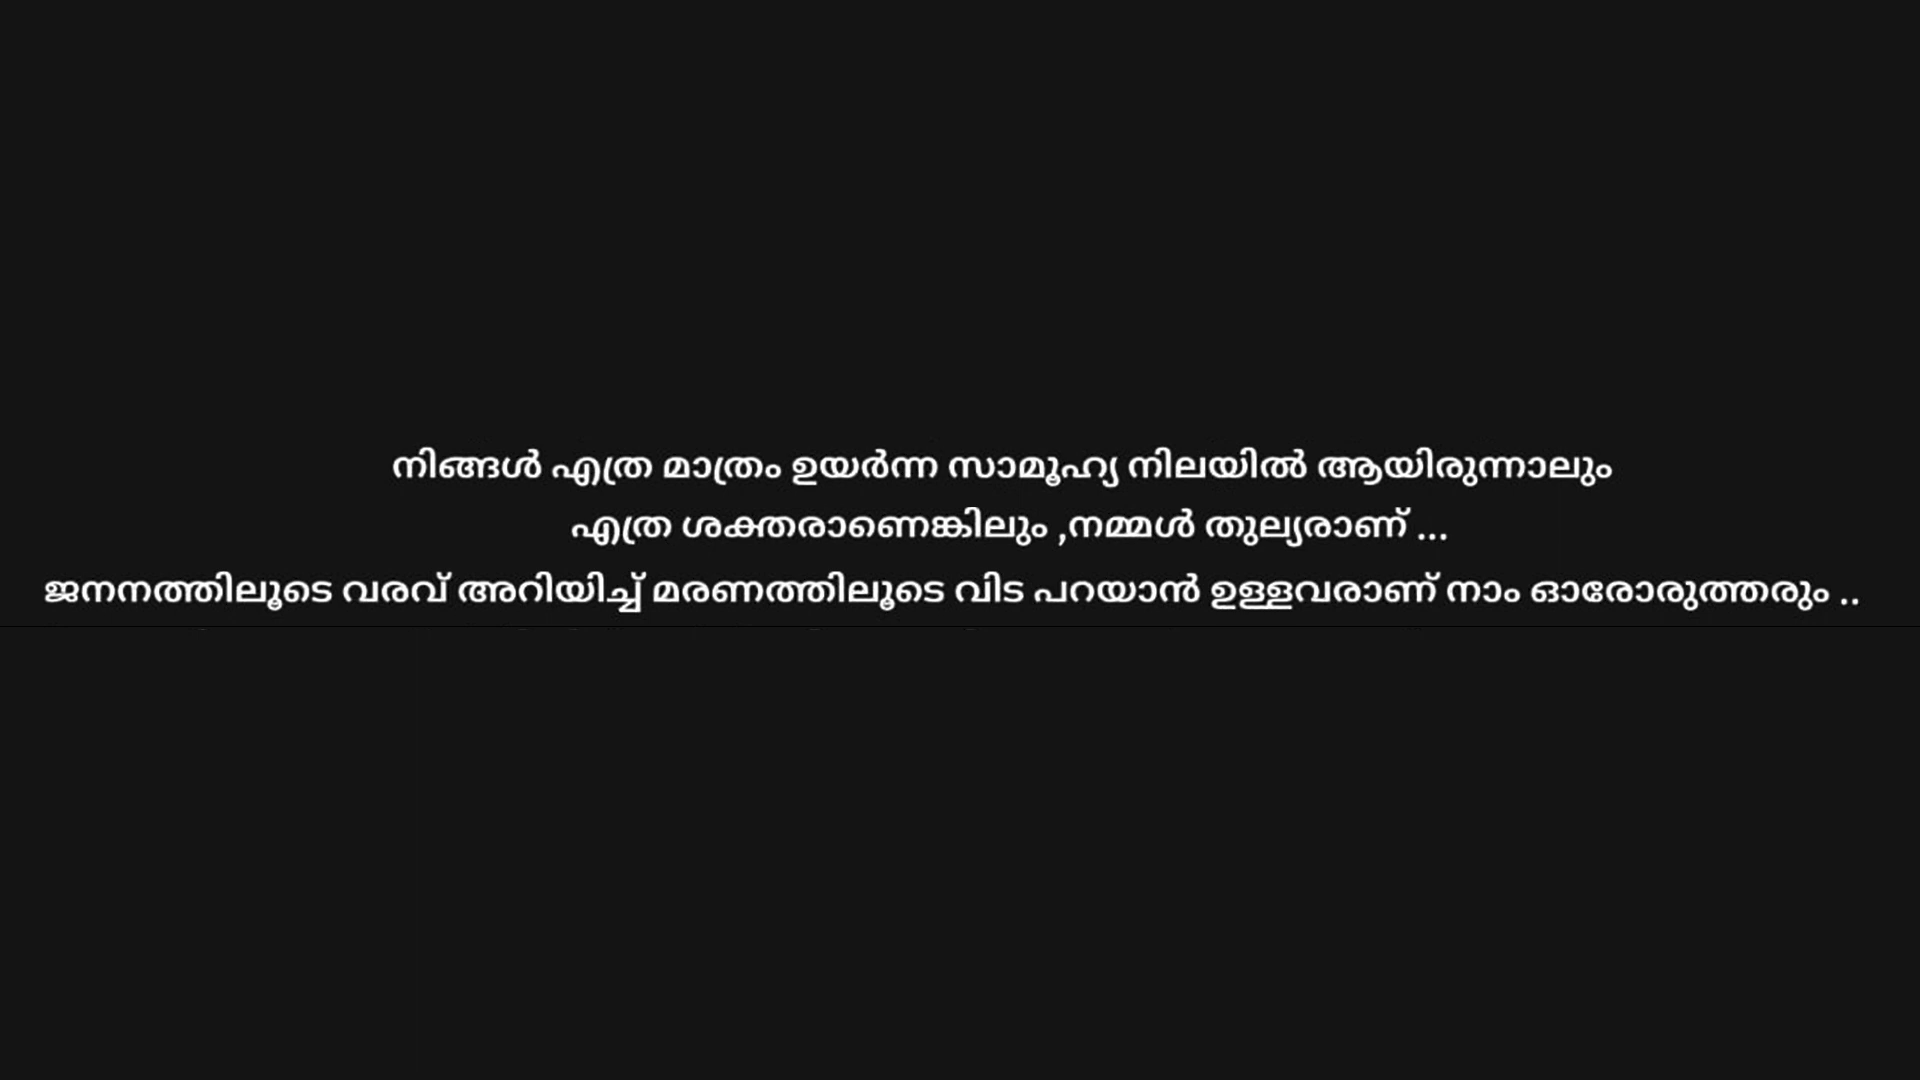 നിങ്ങൾ എത്ര മാത്രം ഉയർന്ന സാമൂഹ്യ നിലയിൽ ആയിരുന്നാലും
എത്ര ശക്തരാണെങ്കിലും ,നമ്മൾ തുല്യരാണ് ...
ജനനത്തിലൂടെ വരവ് അറിയിച്ച് മരണത്തിലൂടെ വിട പറയാൻ ഉള്ളവരാണ് നാം ഓരോരുത്തരും ..